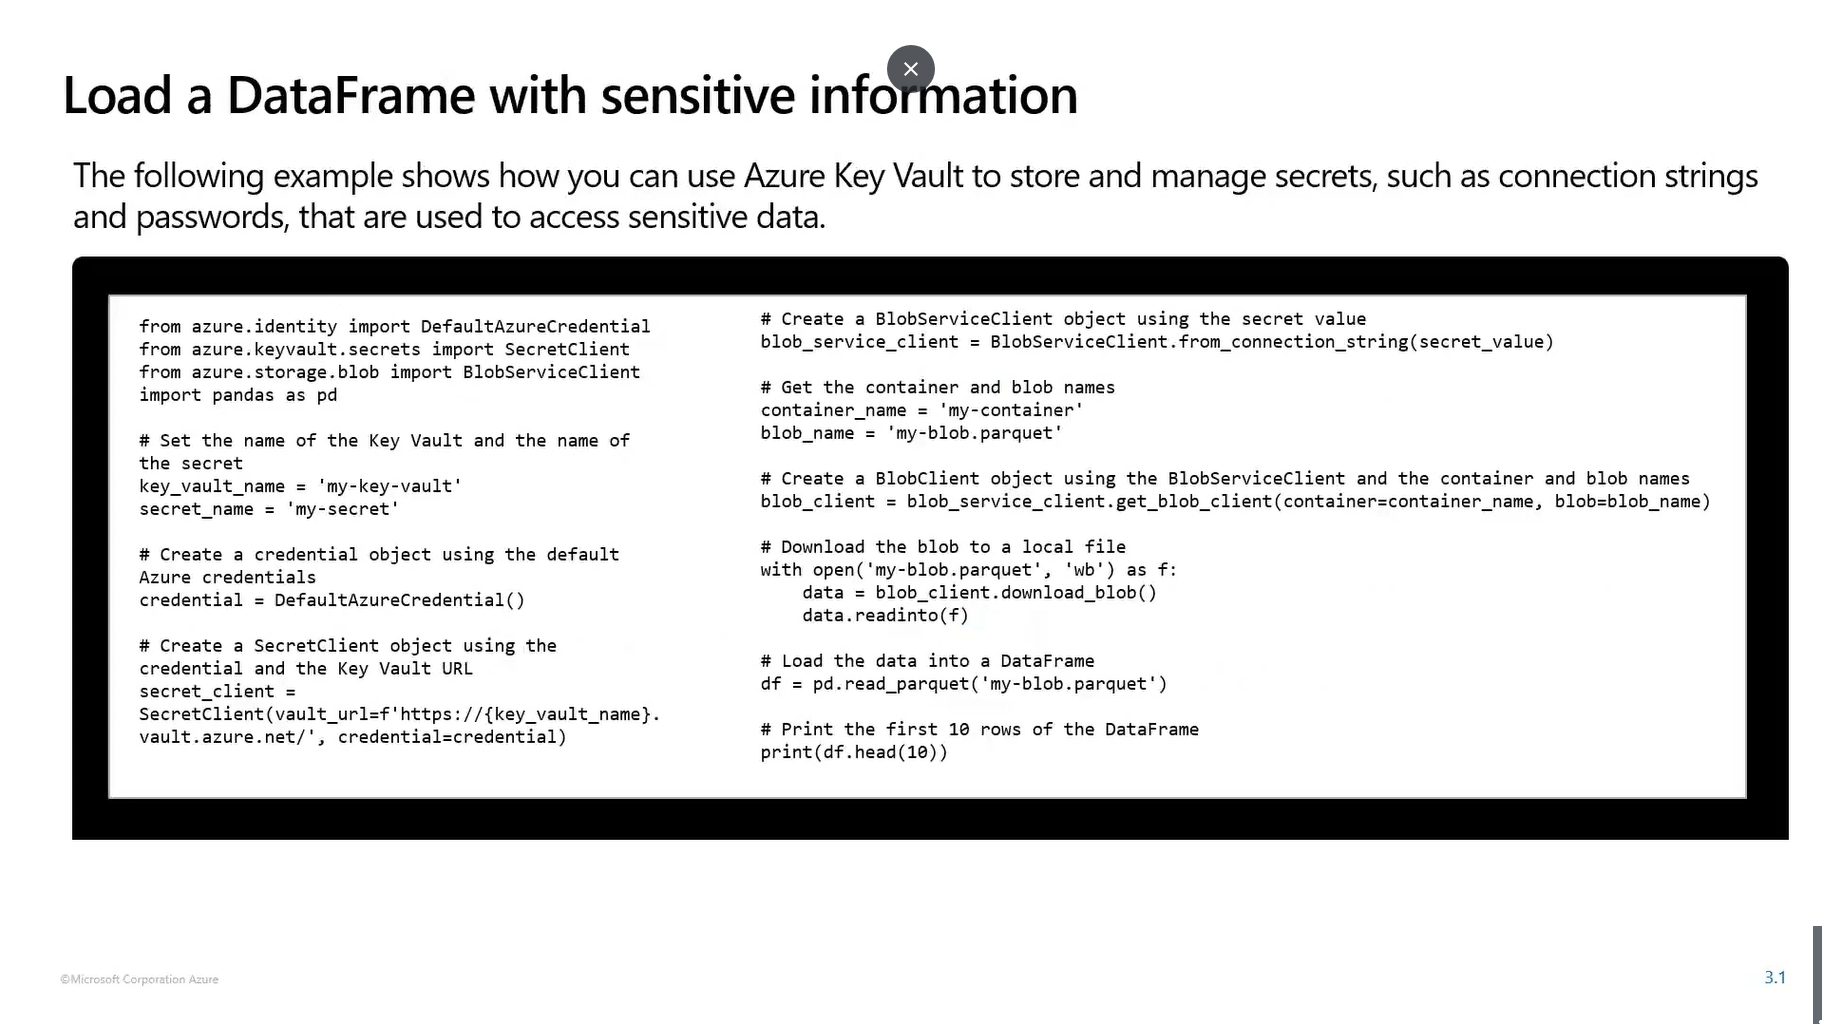 Load a DataFrame with sensitive information
The following example shows how you can use Azure Key Vault to store and manage secrets, such as connection strings
and passwords, that are used to access sensitive data.
from azure.identity import DefaultAzureCredential
from azure.keyvault.secrets import SecretClient
from azure.storage.blob import BlobServiceClient
import pandas as pd
# Set the name of the Key Vault and the name of
the secret
key_vault_name = 'my-key-vault'
secret_name = 'my-secret'
# Create a credential object using the default
Azure credentials
credential = DefaultAzureCredential()
# Create a SecretClient object using the
credential and the Key Vault URL
secret_client =
SecretClient(vault_url=f'https://{key_vault_name}.
vault.azure.net/', credential=credential)
# Create a BlobServiceClient object using the secret value
blob_service_client = BlobServiceClient.from_connection_string(secret_value)
# Get the container and blob names
container_name = 'my-container'
blob_name = 'my-blob.parquet'
# Create a BlobClient object using the BlobServiceClient and the container and blob names
blob_client = blob_service_client.get_blob_client(container=container_name, blob=blob_name)
# Download the blob to a local file
with open('my-blob.parquet', 'wb') as f:
    data = blob_client.download_blob()
    data.readinto(f)
# Load the data into a DataFrame
df = pd.read_parquet('my-blob.parquet')
# Print the first 10 rows of the DataFrame
print(df.head(10))
©Microsoft Corporation Azure
3.1